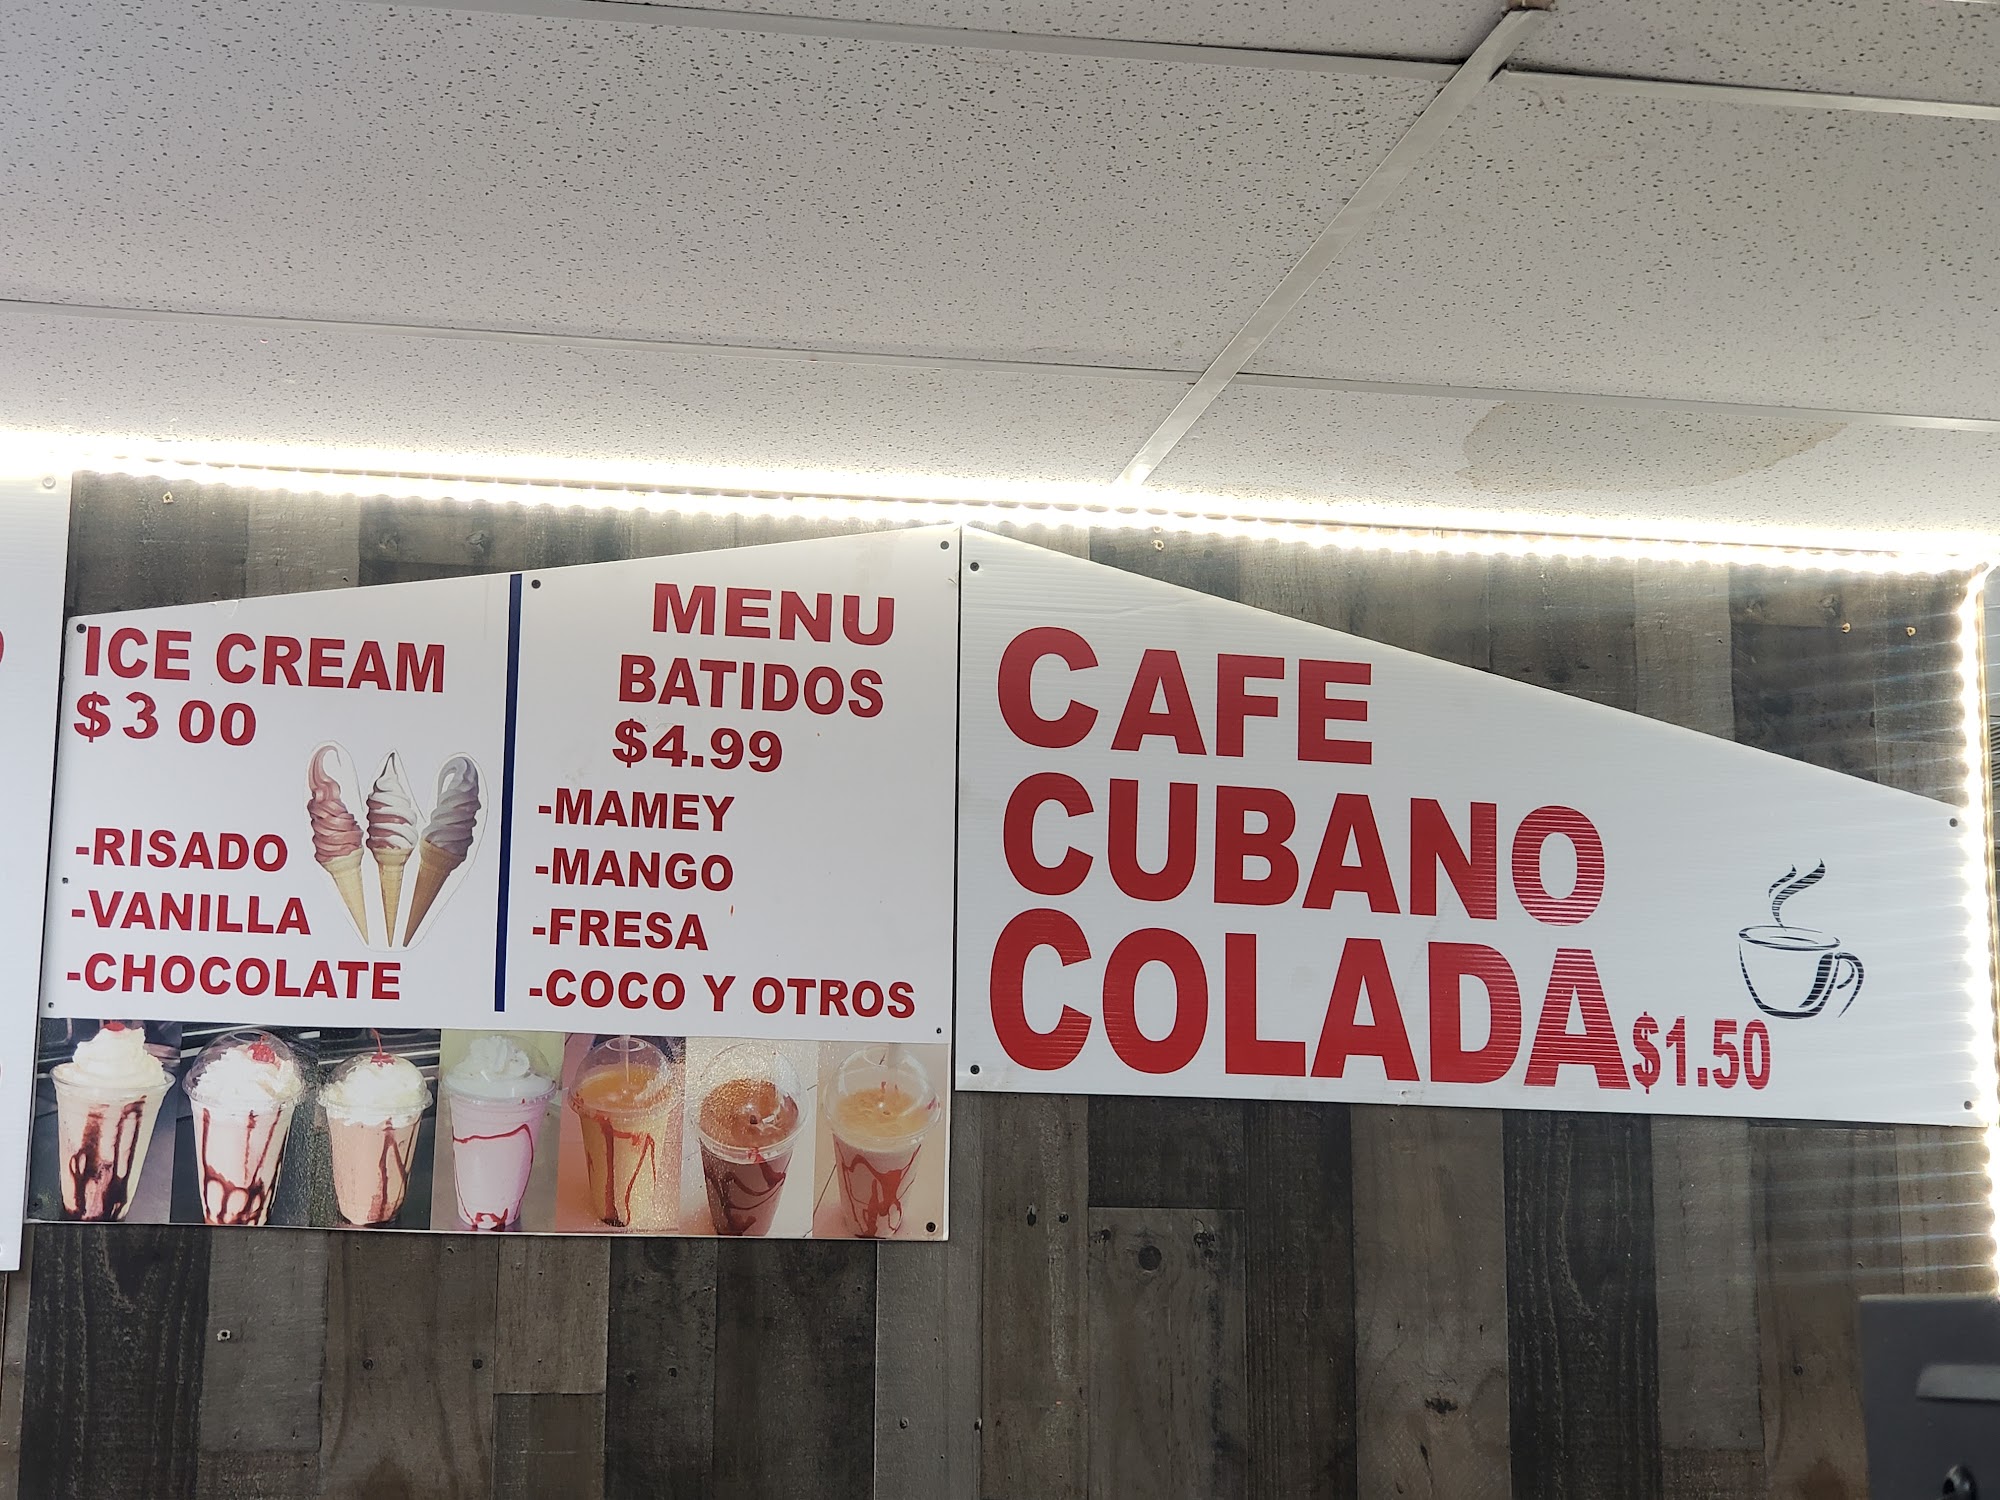 ICE CREAM
$3 00
-RISADO
-VANILLA
-CHOCOLATE
MENU
BATIDOS
$4.99
-MAMEY
-MANGO
-FRESA
-COCO Y OTROS
CAFE
CUBANO
COLADA $1.50